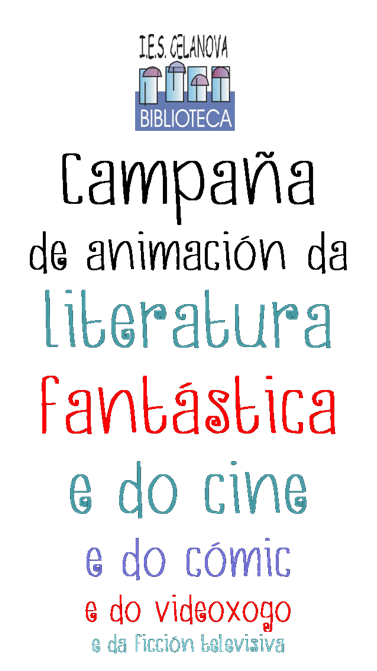 I.E.S. CELANOVA
BIBLIOTECA
Campaña
de animación da
literatura
fantástica
e do cine
e do cómic
e do videoxogo
e da ficción televisiva